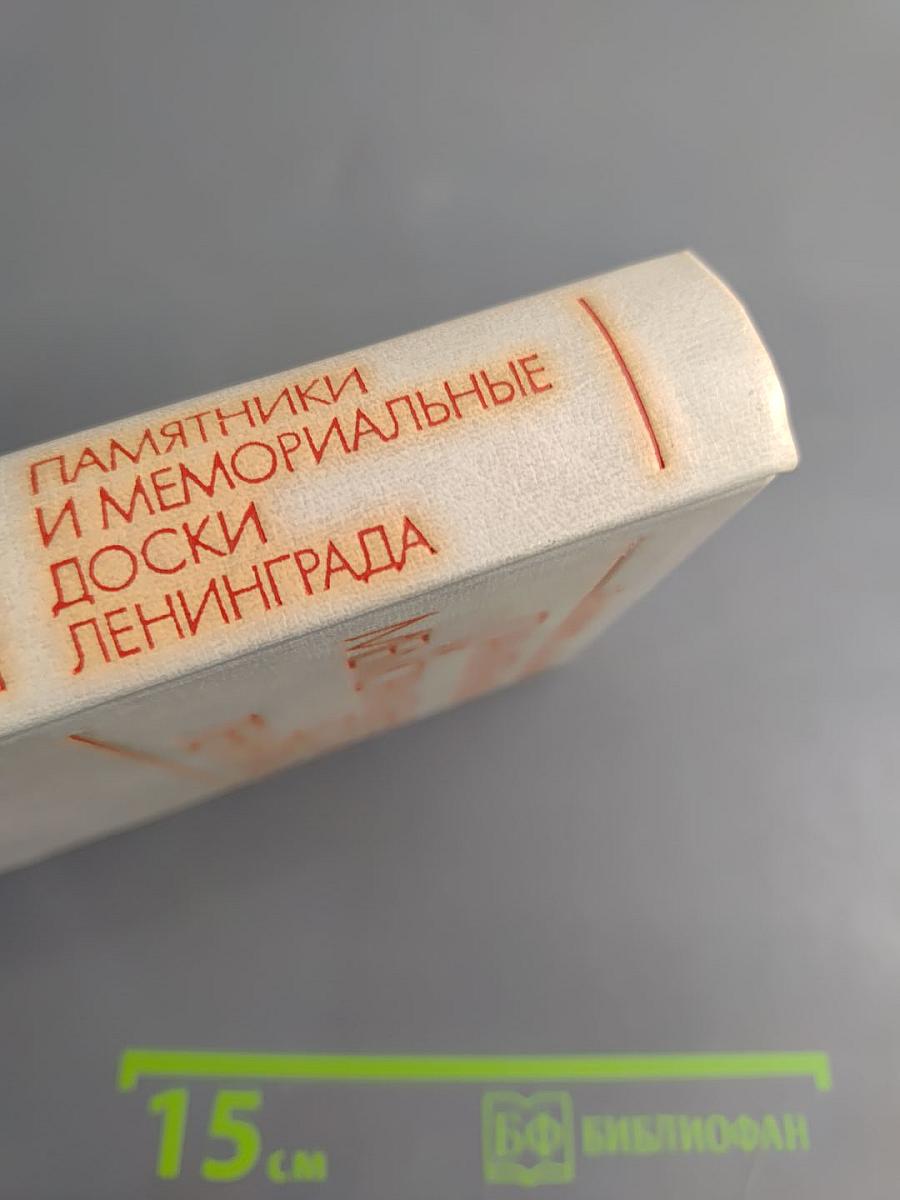 ПАМЯТНИКИ
И МЕМОРИАЛЬНЫЕ
ДОСКИ
ЛЕНИНГРАДА
15 см
БФ БИБЛИОФАН